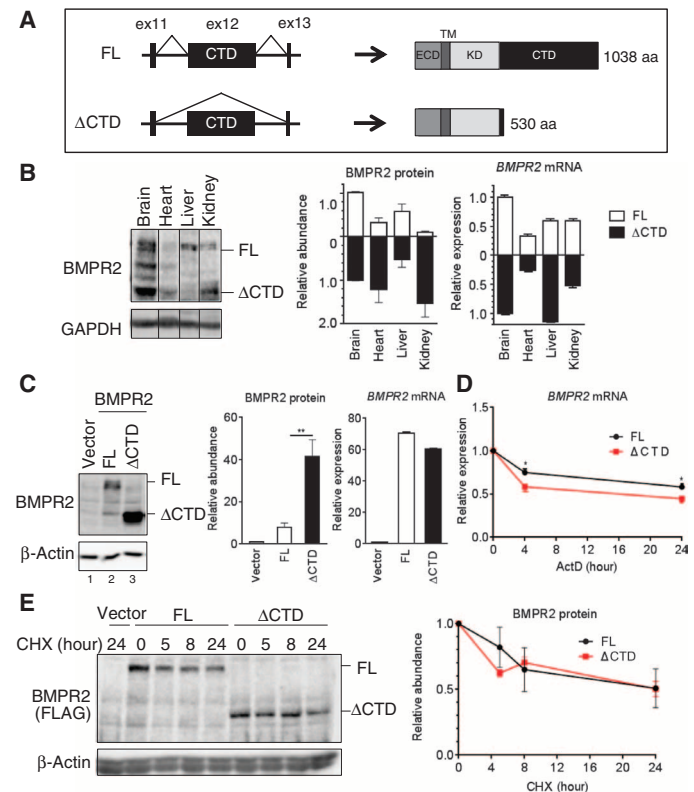 A
ex11 ex12 ex13
FL CTD
TM
ECD KD CTD 1038 aa
ΔCTD CTD
530 aa
B
Brain Heart Liver Kidney
BMPR2
FL
ΔCTD
GAPDH
BMPR2 protein
Relative abundance
1.0
0
1.0
2.0
Brain Heart Liver Kidney
BMPR2 mRNA
Relative expression
1.0
0.5
0
0.5
1.0
Brain Heart Liver Kidney
FL
ΔCTD
C
BMPR2
Vector FL ΔCTD
BMPR2
FL
ΔCTD
β-Actin
1 2 3
BMPR2 protein
Relative abundance
60
40
20
0
**
Vector FL ΔCTD
BMPR2 mRNA
Relative expression
80
60
40
20
0
Vector FL ΔCTD
D
BMPR2 mRNA
Relative expression
1.5
1.0
0.5
0.0
FL
ΔCTD
* *
0 4 8 12 16 20 24
ActD (hour)
E
Vector FL ΔCTD
CHX (hour) 24 0 5 8 24 0 5 8 24
BMPR2
(FLAG)
FL
ΔCTD
β-Actin
BMPR2 protein
Relative abundance
1.0
0.5
0
FL
ΔCTD
0 4 8 12 16 20 24
CHX (hour)